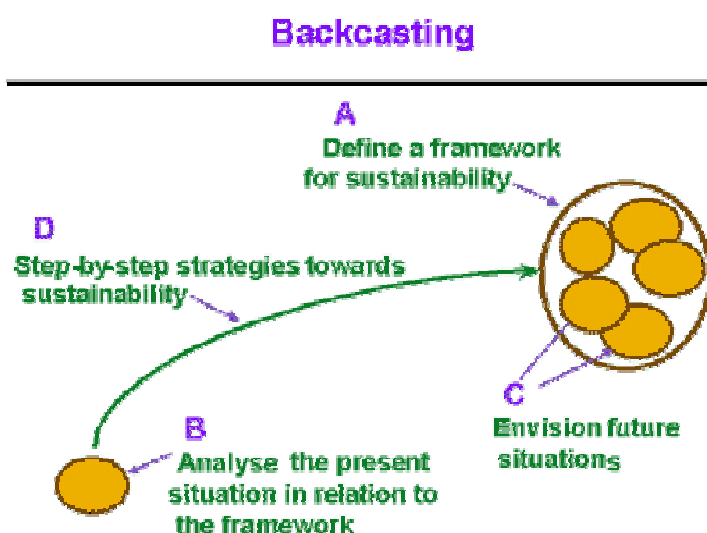 Backcasting
A
Define a framework
for sustainability
D
Step-by-step strategies towards
sustainability
C
Envision future
situations
B
Analyse the present
situation in relation to
the framework